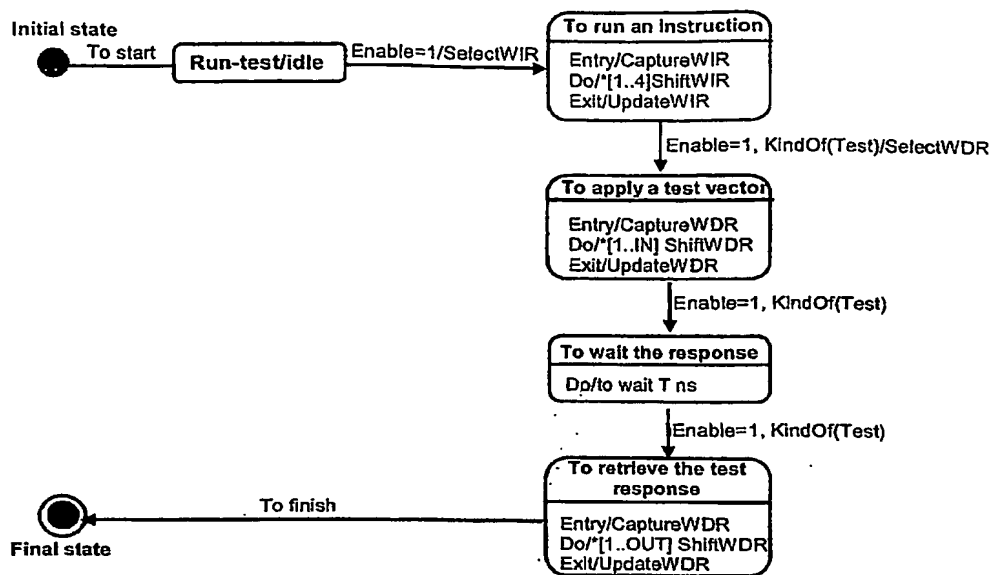 Initial state
To start
Run-test/idle
Enable=1/SelectWIR
To run an Instruction
Entry/CaptureWIR
Do/*[1..4]ShiftWIR
Exit/UpdateWIR
Enable=1, KindOf(Test)/SelectWDR
To apply a test vector
Entry/CaptureWDR
Do/*[1..IN] ShiftWDR
Exit/UpdateWDR
Enable=1, KindOf(Test)
To wait the response
Do/to wait T ns
Enable=1, KindOf(Test)
To retrieve the test
response
Entry/CaptureWDR
Do/*[1..OUT] ShiftWDR
Exit/UpdateWDR
To finish
Final state